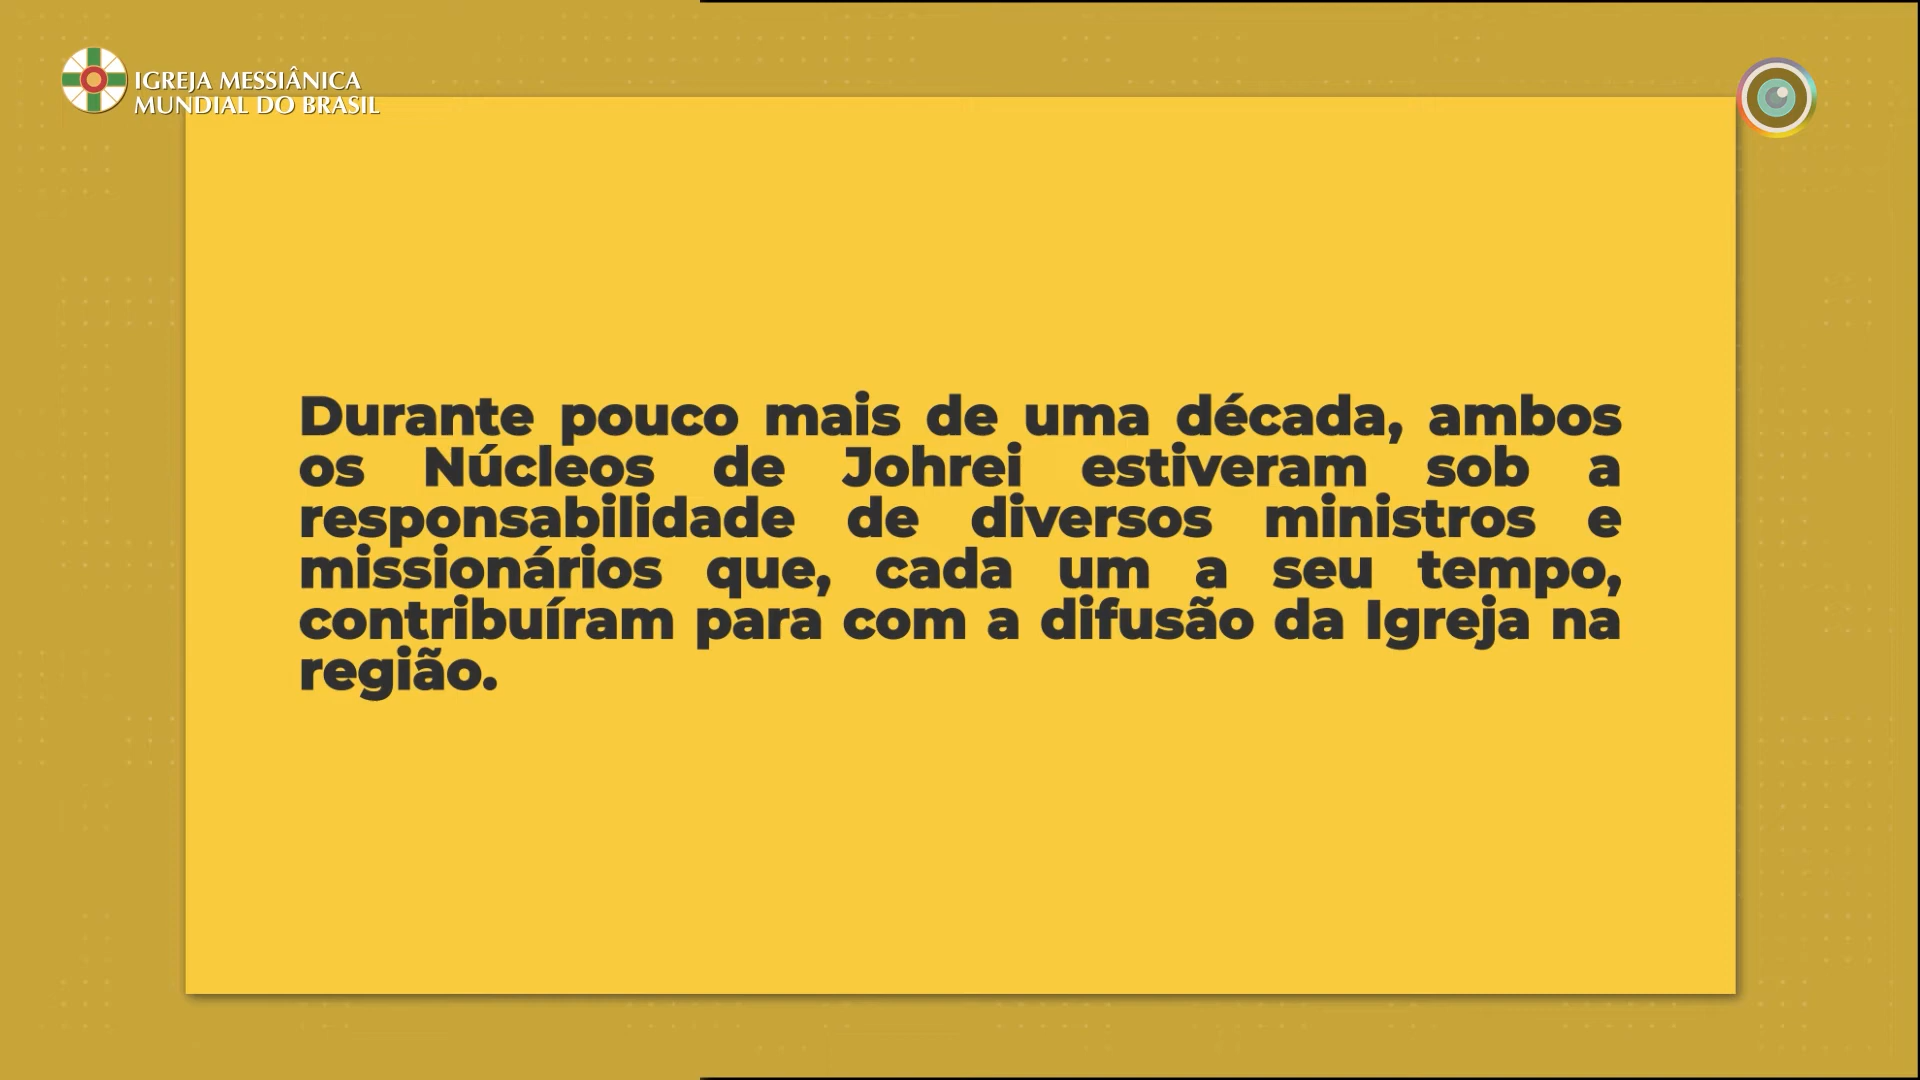 IGREJA MESSIÂNICA
MUNDIAL DO BRASIL
Durante pouco mais de uma década, ambos
os Núcleos de Johrei estiveram sob a
responsabilidade de diversos ministros e
missionários que, cada um a seu tempo,
contribuíram para com a difusão da Igreja na
região.